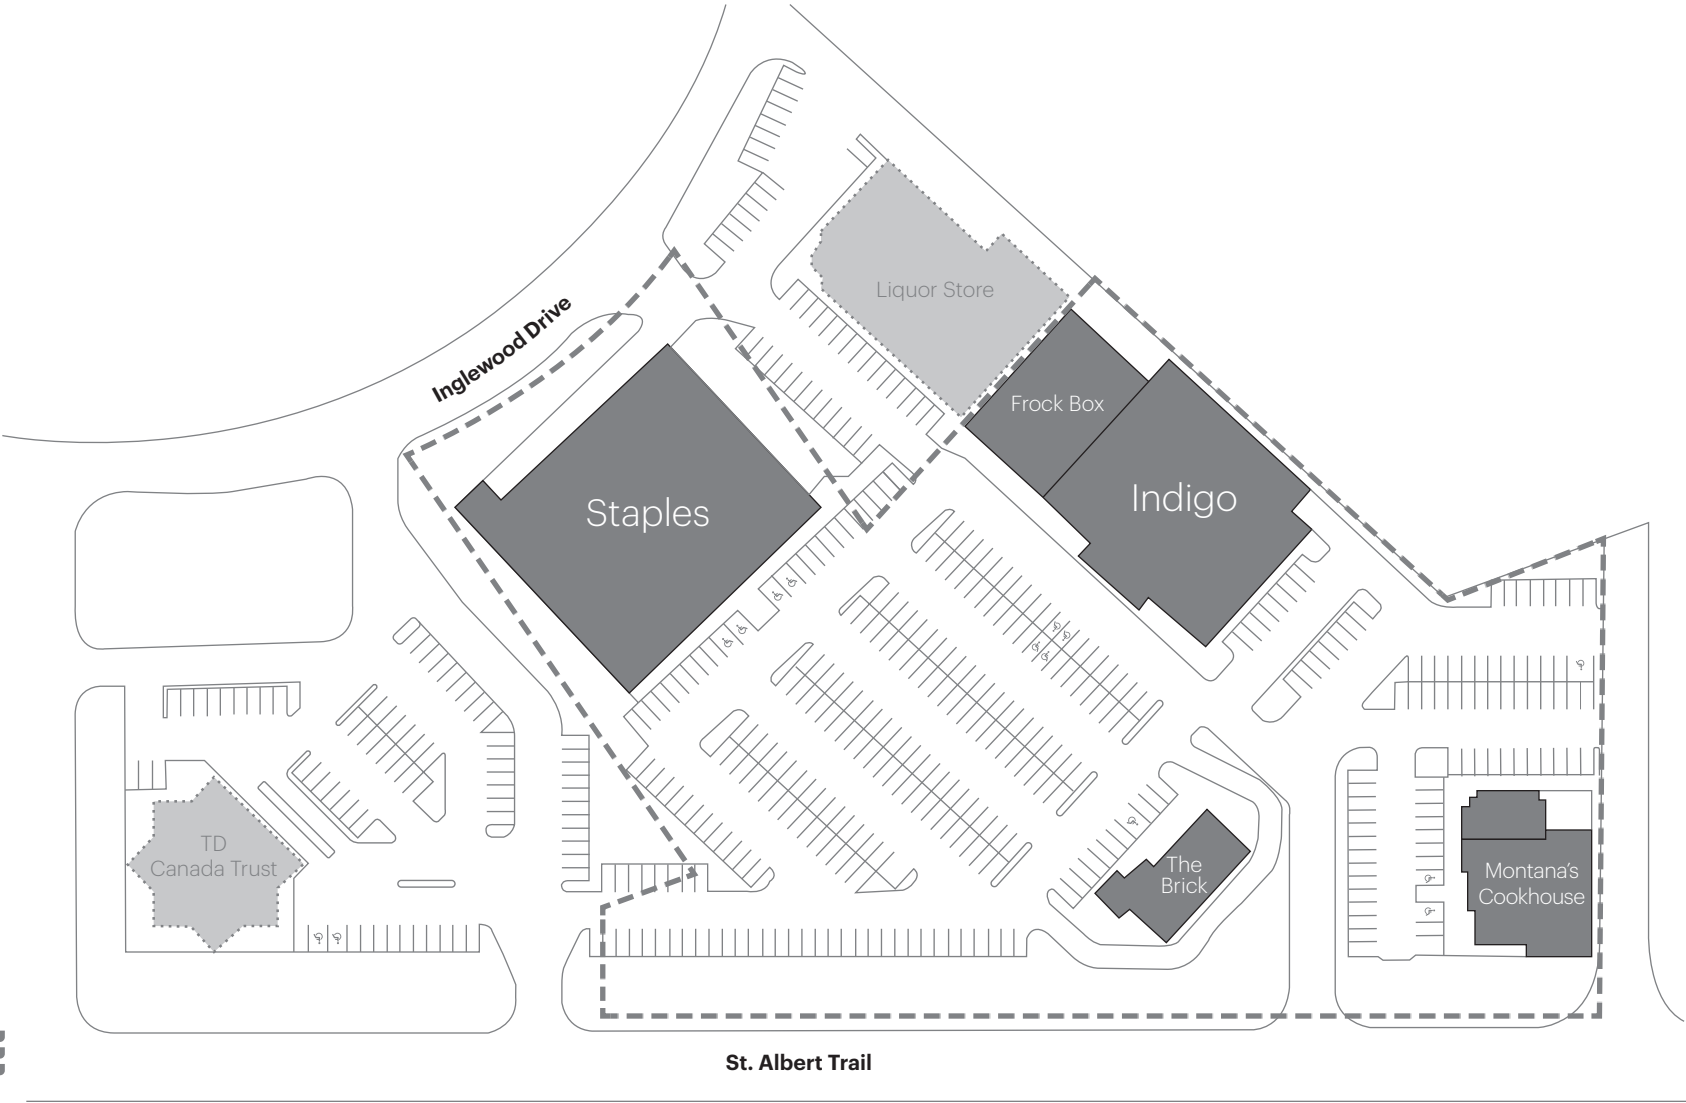 Liquor Store
Inglewood Drive
Frock Box
Indigo
Staples
TD
Canada Trust
The
Brick
Montana's
Cookhouse
St. Albert Trail